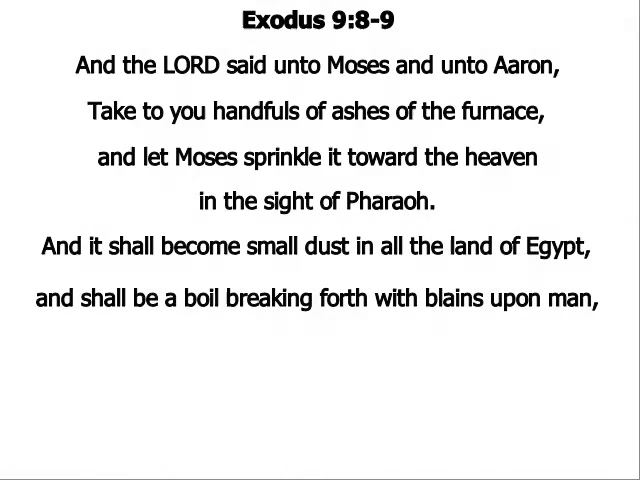 Exodus 9:8-9
And the LORD said unto Moses and unto Aaron,
Take to you handfuls of ashes of the furnace,
and let Moses sprinkle it toward the heaven
in the sight of Pharaoh.
And it shall become small dust in all the land of Egypt,
and shall be a boil breaking forth with blains upon man,